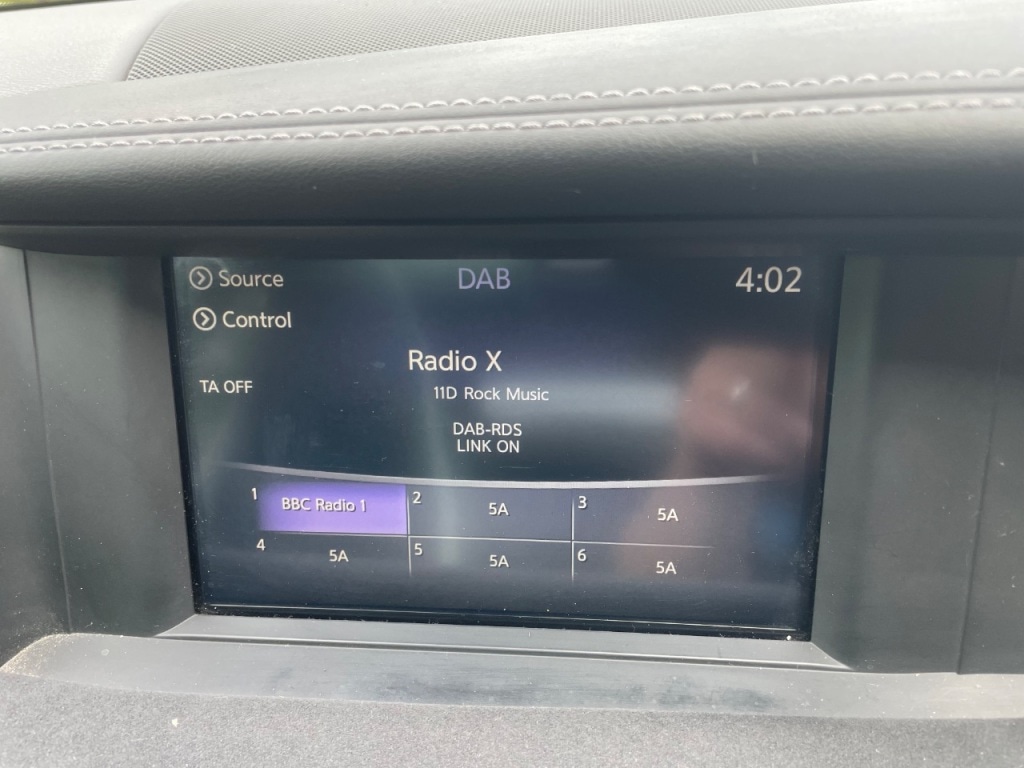 Source
DAB
4:02
Control
Radio X
TA OFF
11D Rock Music
DAB-RDS
LINK ON
1 BBC Radio 1
2 5A
3 5A
4 5A
5 5A
6 5A